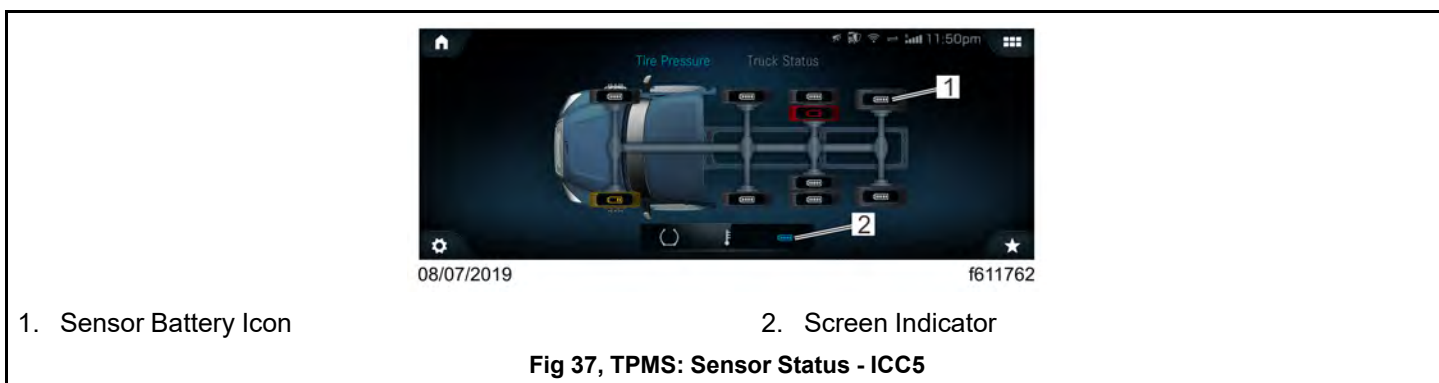 11:50pm
Tire Pressure Truck Status
1
2
08/07/2019 f611762
1. Sensor Battery Icon 2. Screen Indicator
Fig 37, TPMS: Sensor Status - ICC5